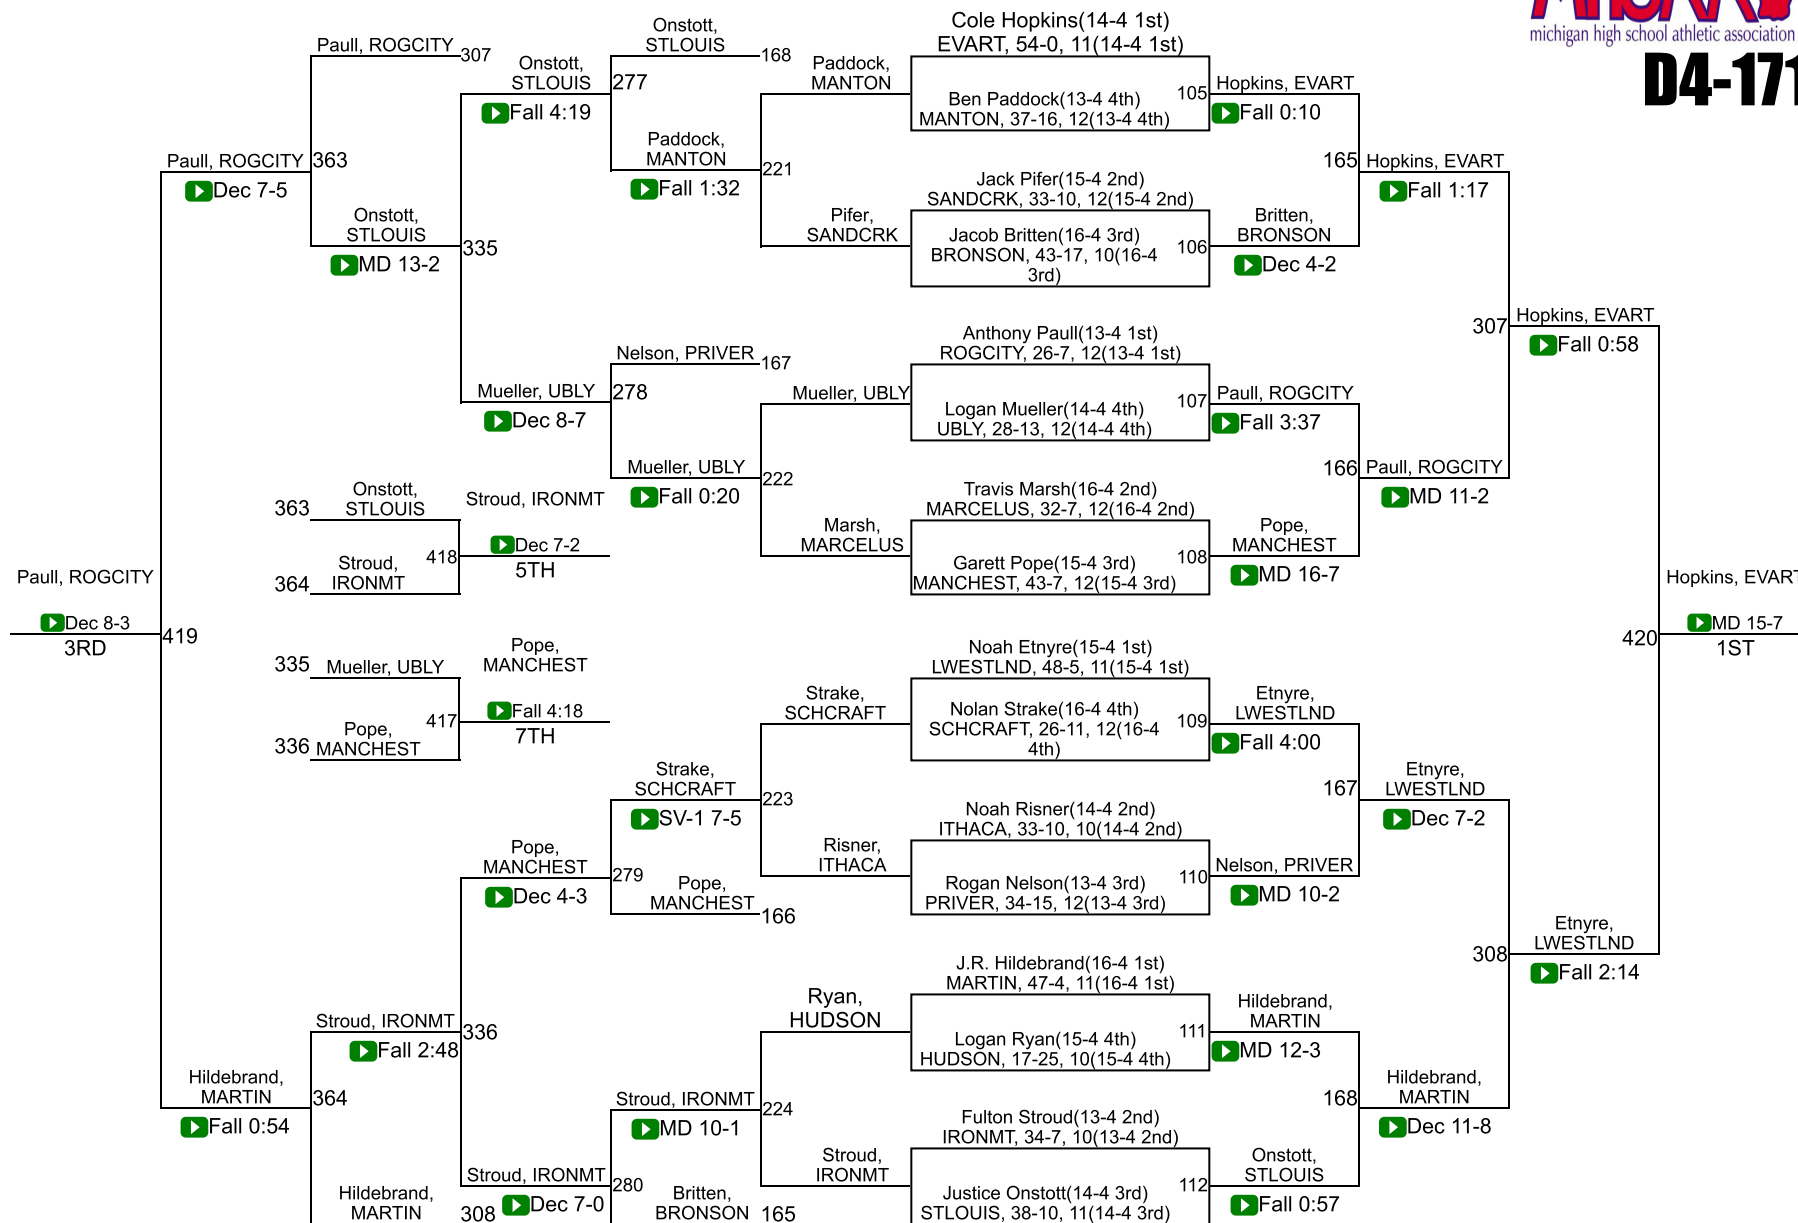 MHSAA
michigan high school athletic association
D4-171
Paull, ROGCITY
307
Onstott,
STLOUIS
Fall 4:19
277
Onstott,
STLOUIS
168
Paddock,
MANTON
Cole Hopkins(14-4 1st)
EVART, 54-0, 11(14-4 1st)
Ben Paddock(13-4 4th)
MANTON, 37-16, 12(13-4 4th)
105
Hopkins, EVART
Fall 0:10
Paull, ROGCITY
Dec 7-5
363
Paddock,
MANTON
Fall 1:32
221
165
Hopkins, EVART
Fall 1:17
Onstott,
STLOUIS
MD 13-2
335
Pifer,
SANDCRK
Jack Pifer(15-4 2nd)
SANDCRK, 33-10, 12(15-4 2nd)
Jacob Britten(16-4 3rd)
BRONSON, 43-17, 10(16-4
3rd)
106
Britten,
BRONSON
Dec 4-2
307
Hopkins, EVART
Fall 0:58
Nelson, PRIVER
167
Mueller, UBLY
Dec 8-7
278
Mueller, UBLY
Anthony Paull(13-4 1st)
ROGCITY, 26-7, 12(13-4 1st)
Logan Mueller(14-4 4th)
UBLY, 28-13, 12(14-4 4th)
107
Paull, ROGCITY
Fall 3:37
Mueller, UBLY
Fall 0:20
222
166
Paull, ROGCITY
MD 11-2
363
Onstott,
STLOUIS
Stroud, IRONMT
418
Dec 7-2
5TH
364
Stroud,
IRONMT
Marsh,
MARCELUS
Travis Marsh(16-4 2nd)
MARCELUS, 32-7, 12(16-4 2nd)
Garett Pope(15-4 3rd)
MANCHEST, 43-7, 12(15-4 3rd)
108
Pope,
MANCHEST
MD 16-7
Paull, ROGCITY
Dec 8-3
3RD
419
420
Hopkins, EVART
MD 15-7
1ST
335
Mueller, UBLY
Pope,
MANCHEST
417
Fall 4:18
7TH
336
Pope,
MANCHEST
Strake,
SCHCRAFT
Noah Etnyre(15-4 1st)
LWESTLND, 48-5, 11(15-4 1st)
Nolan Strake(16-4 4th)
SCHCRAFT, 26-11, 12(16-4
4th)
109
Etnyre,
LWESTLND
Fall 4:00
Strake,
SCHCRAFT
SV-1 7-5
223
167
Etnyre,
LWESTLND
Dec 7-2
Pope,
MANCHEST
Dec 4-3
279
Pope,
MANCHEST
166
Risner,
ITHACA
Noah Risner(14-4 2nd)
ITHACA, 33-10, 10(14-4 2nd)
Rogan Nelson(13-4 3rd)
PRIVER, 34-15, 12(13-4 3rd)
110
Nelson, PRIVER
MD 10-2
308
Etnyre,
LWESTLND
Fall 2:14
Stroud, IRONMT
Fall 2:48
336
Ryan,
HUDSON
J.R. Hildebrand(16-4 1st)
MARTIN, 47-4, 11(16-4 1st)
Logan Ryan(15-4 4th)
HUDSON, 17-25, 10(15-4 4th)
111
Hildebrand,
MARTIN
MD 12-3
Hildebrand,
MARTIN
Fall 0:54
364
Stroud, IRONMT
MD 10-1
224
168
Hildebrand,
MARTIN
Dec 11-8
Hildebrand,
MARTIN
308
Stroud, IRONMT
Dec 7-0
280
Britten,
BRONSON
165
Stroud,
IRONMT
Fulton Stroud(13-4 2nd)
IRONMT, 34-7, 10(13-4 2nd)
Justice Onstott(14-4 3rd)
STLOUIS, 38-10, 11(14-4 3rd)
112
Onstott,
STLOUIS
Fall 0:57